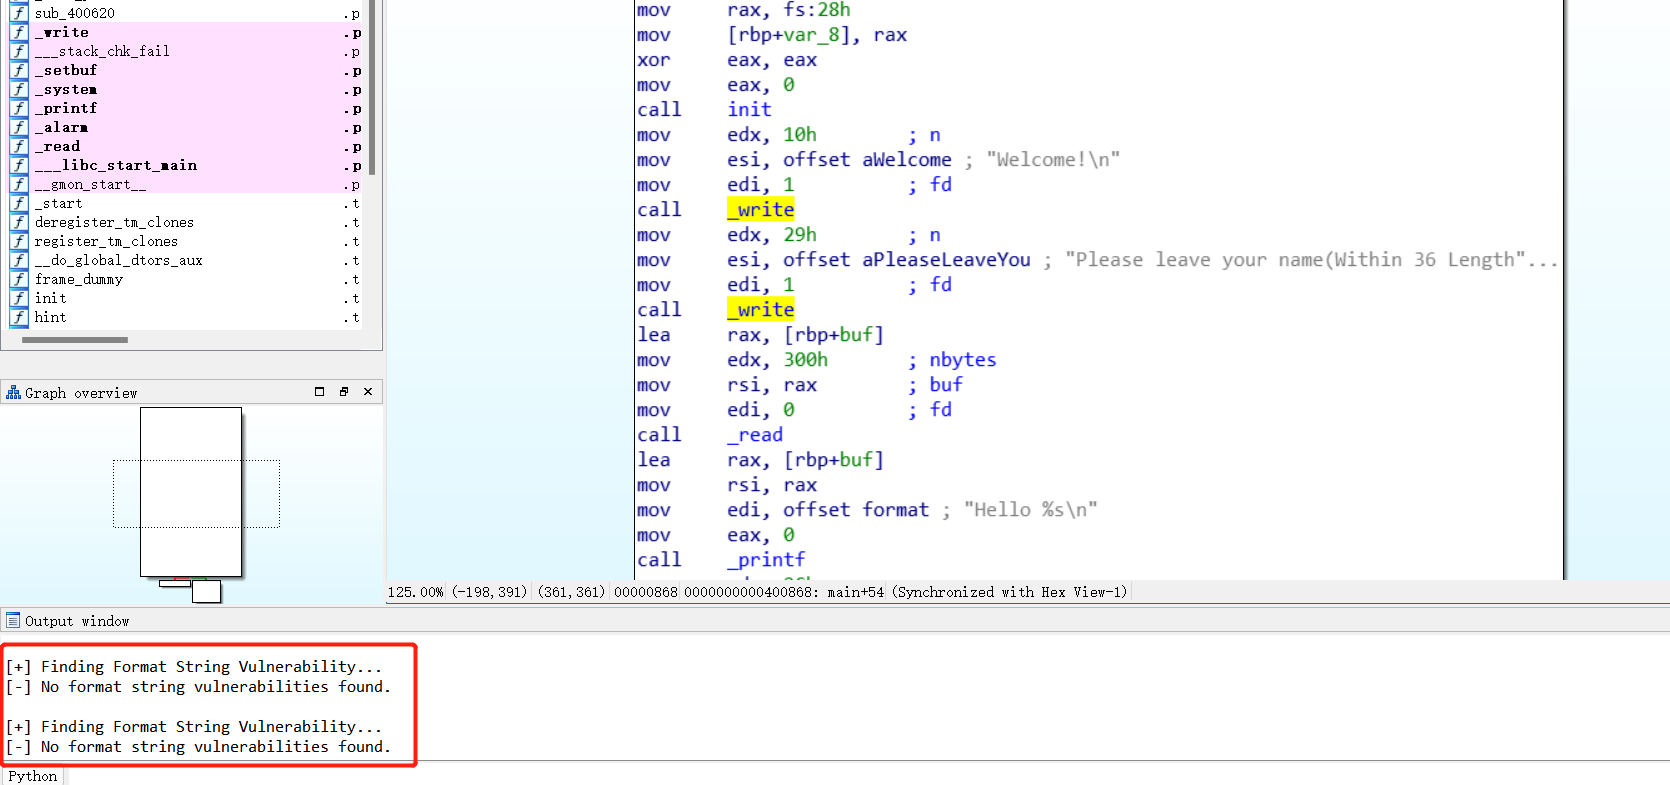 sub_400620 .p
_write .p
___stack_chk_fail .p
_setbuf .p
_system .p
_printf .p
_alarm .p
_read .p
___libc_start_main .p
__gmon_start__ .p
_start .t
deregister_tm_clones .t
register_tm_clones .t
__do_global_dtors_aux .t
frame_dummy .t
init .t
hint .t
Graph overview
mov rax, fs:28h
mov [rbp+var_8], rax
xor eax, eax
mov eax, 0
call init
mov edx, 10h ; n
mov esi, offset aWelcome ; "Welcome!\n"
mov edi, 1 ; fd
call _write
mov edx, 29h ; n
mov esi, offset aPleaseLeaveYou ; "Please leave your name(Within 36 Length"...
mov edi, 1 ; fd
call _write
lea rax, [rbp+buf]
mov edx, 300h ; nbytes
mov rsi, rax ; buf
mov edi, 0 ; fd
call _read
lea rax, [rbp+buf]
mov rsi, rax
mov edi, offset format ; "Hello %s\n"
mov eax, 0
call _printf
125.00% (-198,391) (361,361) 00000868 0000000000400868: main+54 (Synchronized with Hex View-1)
Output window
[+] Finding Format String Vulnerability...
[-] No format string vulnerabilities found.
[+] Finding Format String Vulnerability...
[-] No format string vulnerabilities found.
Python